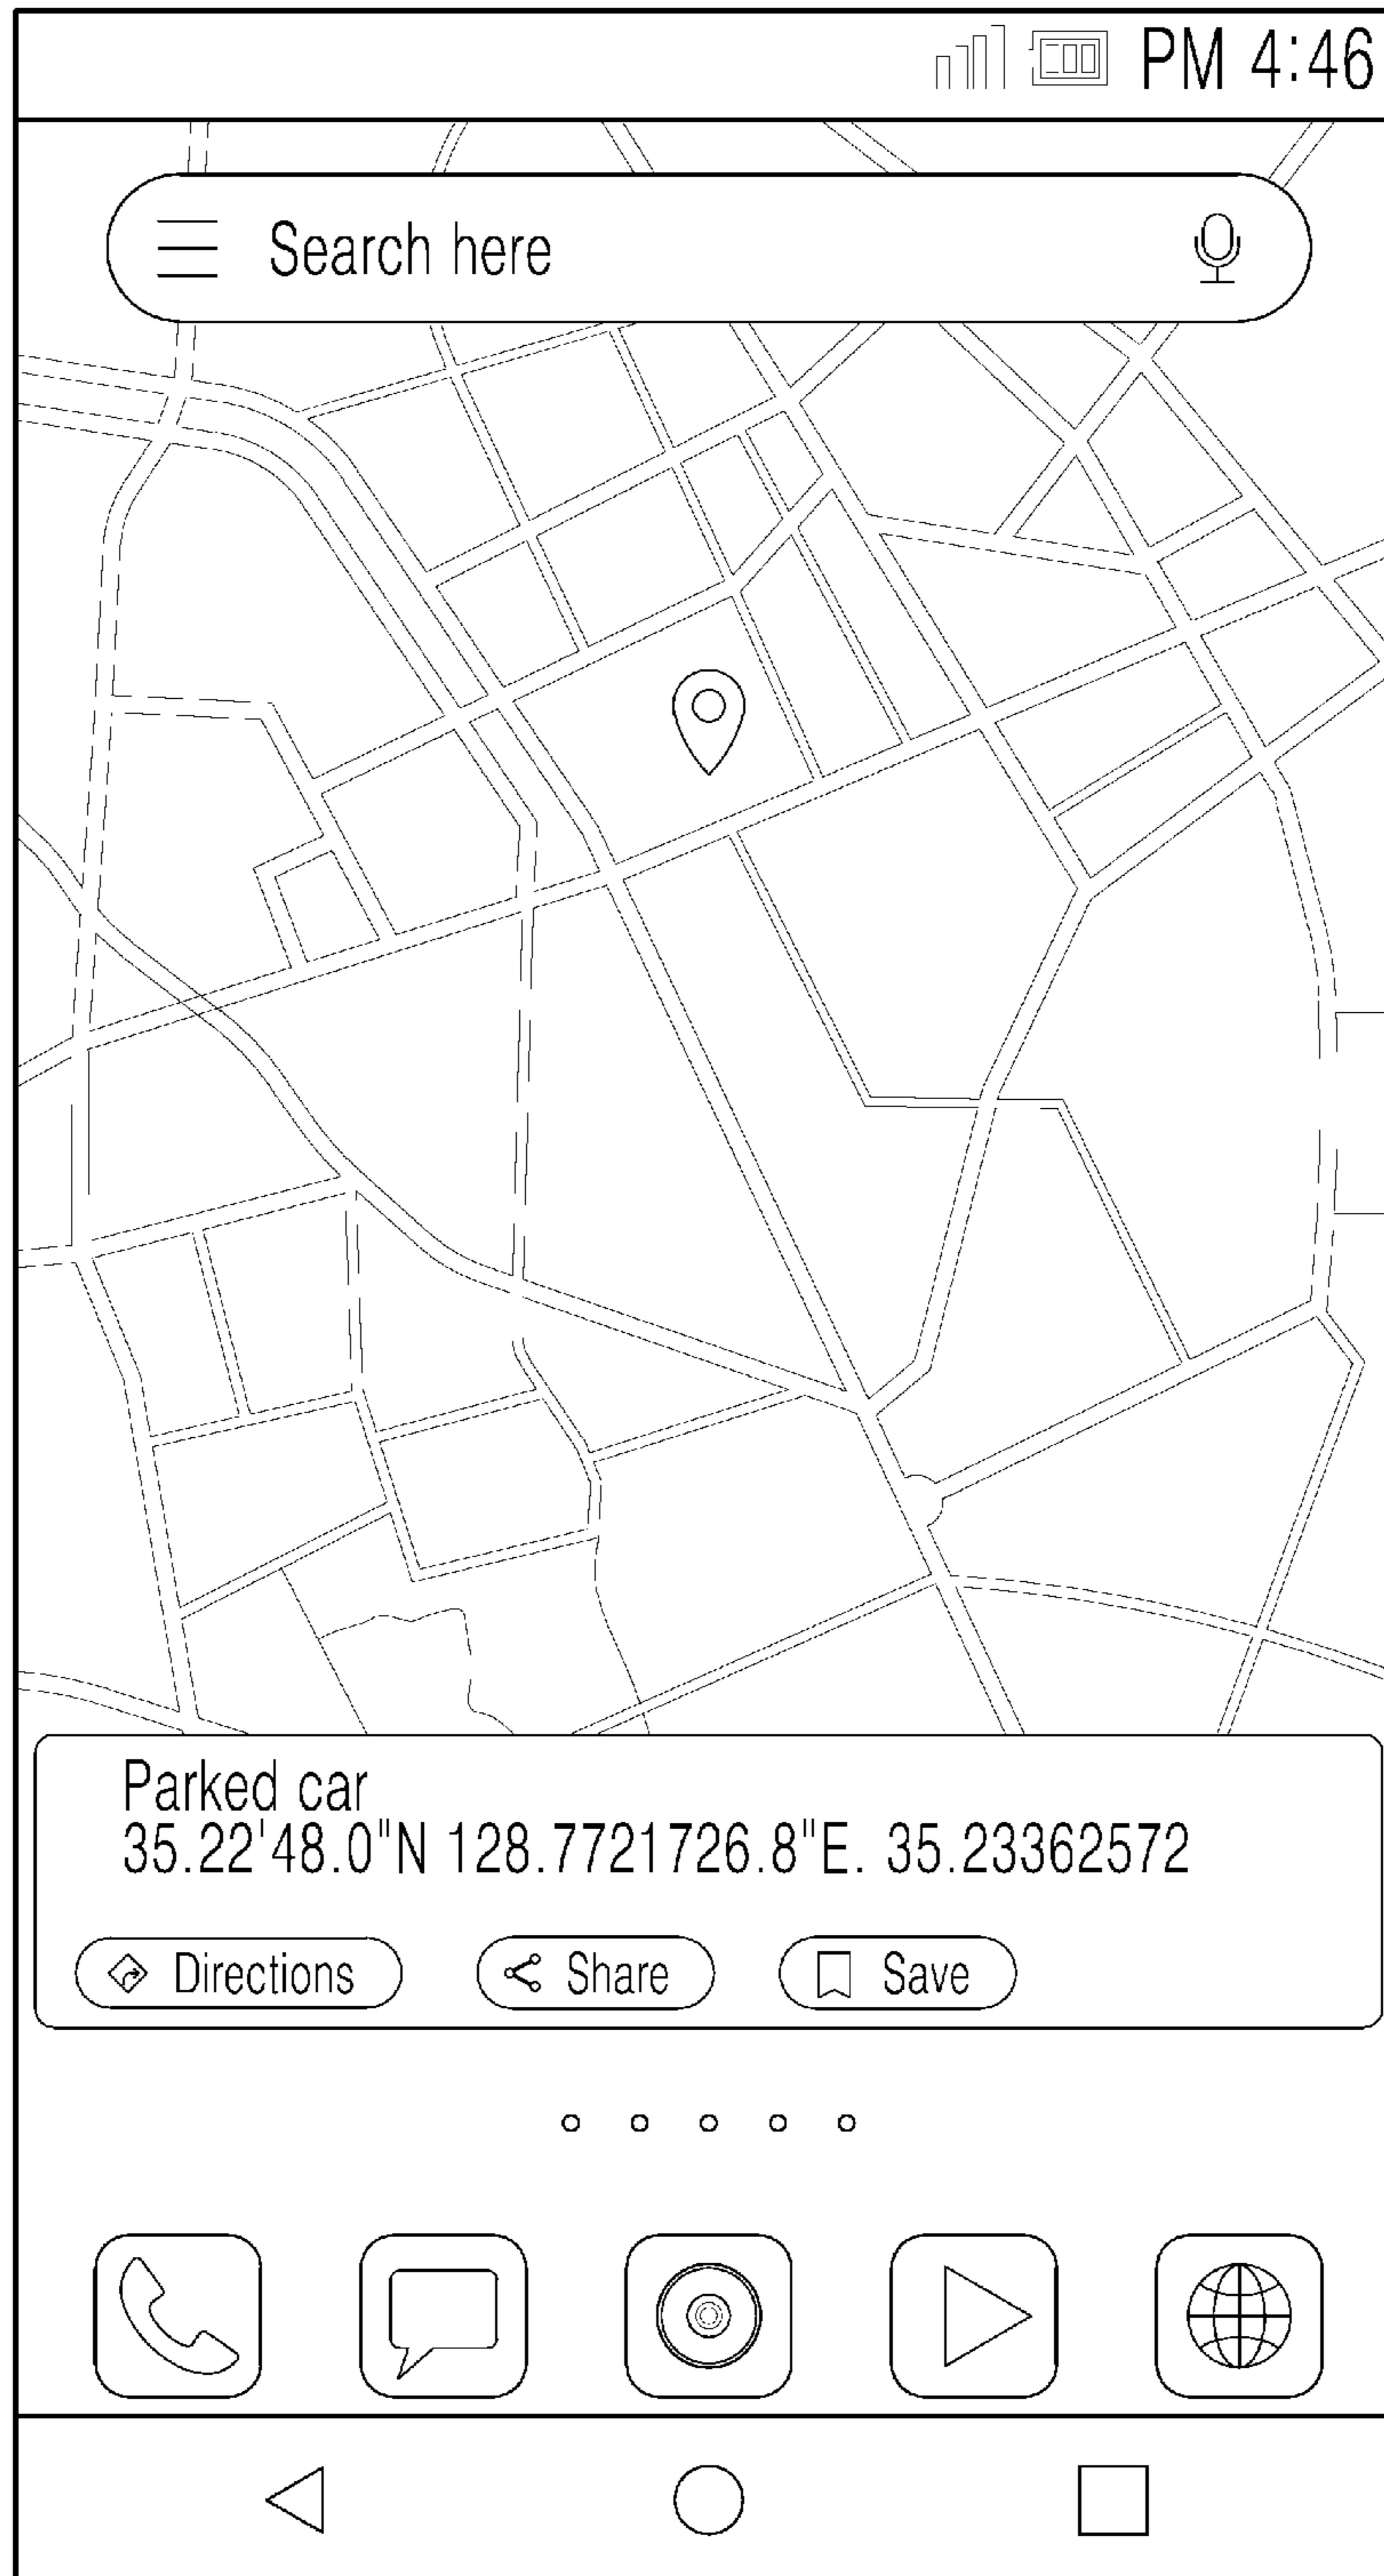 PM 4:46
Search here
Parked car
35.22'48.0"N 128.7721726.8"E. 35.23362572
Directions
Share
Save